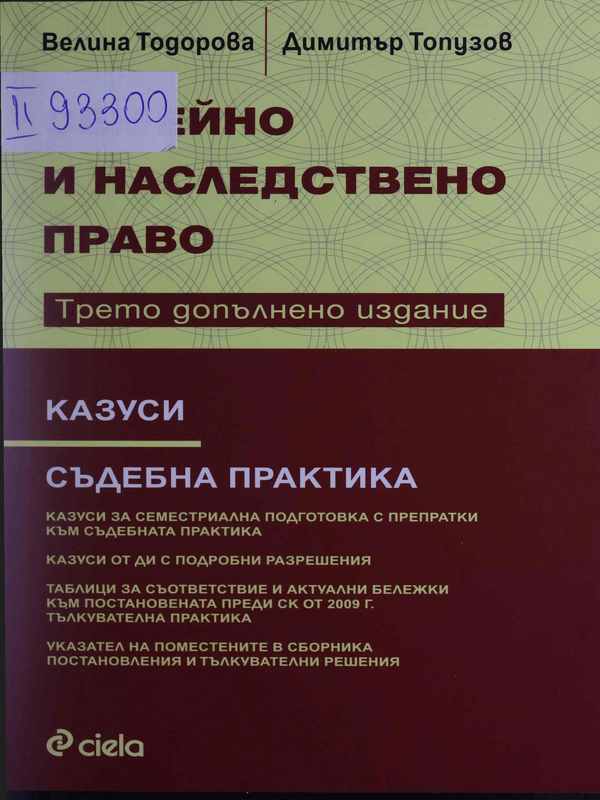 Велина Тодорова Димитър Топузов
II 93300
ЕЙНО
И НАСЛЕДСТВЕНО
ПРАВО
Трето допълнено издание
КАЗУСИ
СЪДЕБНА ПРАКТИКА
КАЗУСИ ЗА СЕМЕСТРИАЛНА ПОДГОТОВКА С ПРЕПРАТКИ
КЪМ СЪДЕБНАТА ПРАКТИКА
КАЗУСИ ОТ ДИ С ПОДРОБНИ РАЗРЕШЕНИЯ
ТАБЛИЦИ ЗА СЪОТВЕТСТВИЕ И АКТУАЛНИ БЕЛЕЖКИ
КЪМ ПОСТАНОВЕНАТА ПРЕДИ СК ОТ 2009 Г.
ТЪЛКУВАТЕЛНА ПРАКТИКА
УКАЗАТЕЛ НА ПОМЕСТЕНИТЕ В СБОРНИКА
ПОСТАНОВЛЕНИЯ И ТЪЛКУВАТЕЛНИ РЕШЕНИЯ
ciela